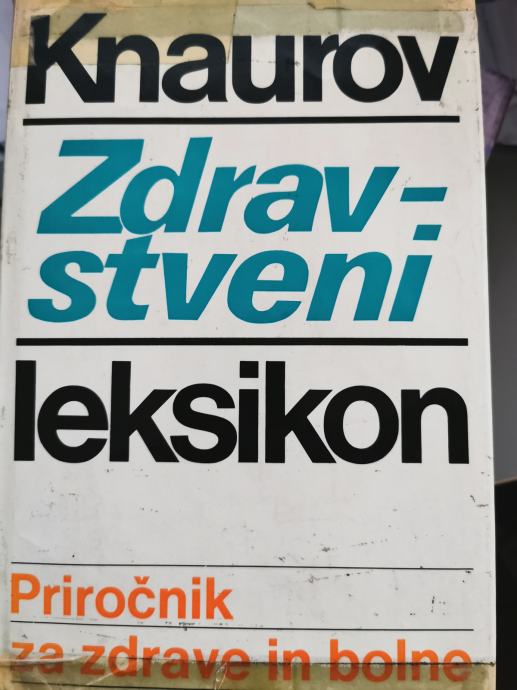 Knaurov
Zdrav-
stveni
leksikon
Priročnik
za zdrave in bolne